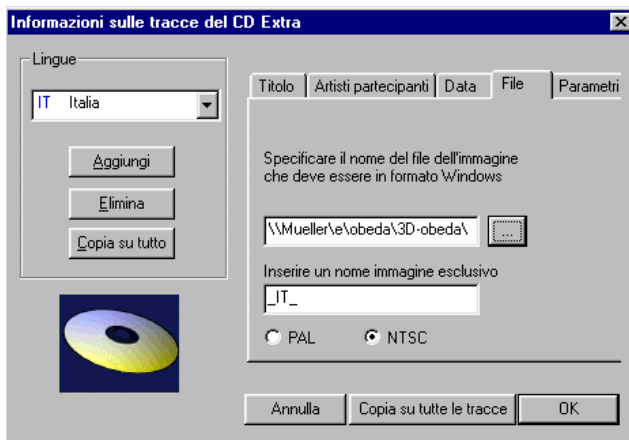 Informazioni sulle tracce del CD Extra
Lingue
IT Italia
Aggiungi
Elimina
Copia su tutto
Titolo
Artisti partecipanti
Data
File
Parametri
Specificare il nome del file dell'immagine
che deve essere in formato Windows
\\Mueller\e\obeda\3D-obeda\
...
Inserire un nome immagine esclusivo
_IT_
PAL
NTSC
Annulla
Copia su tutte le tracce
OK